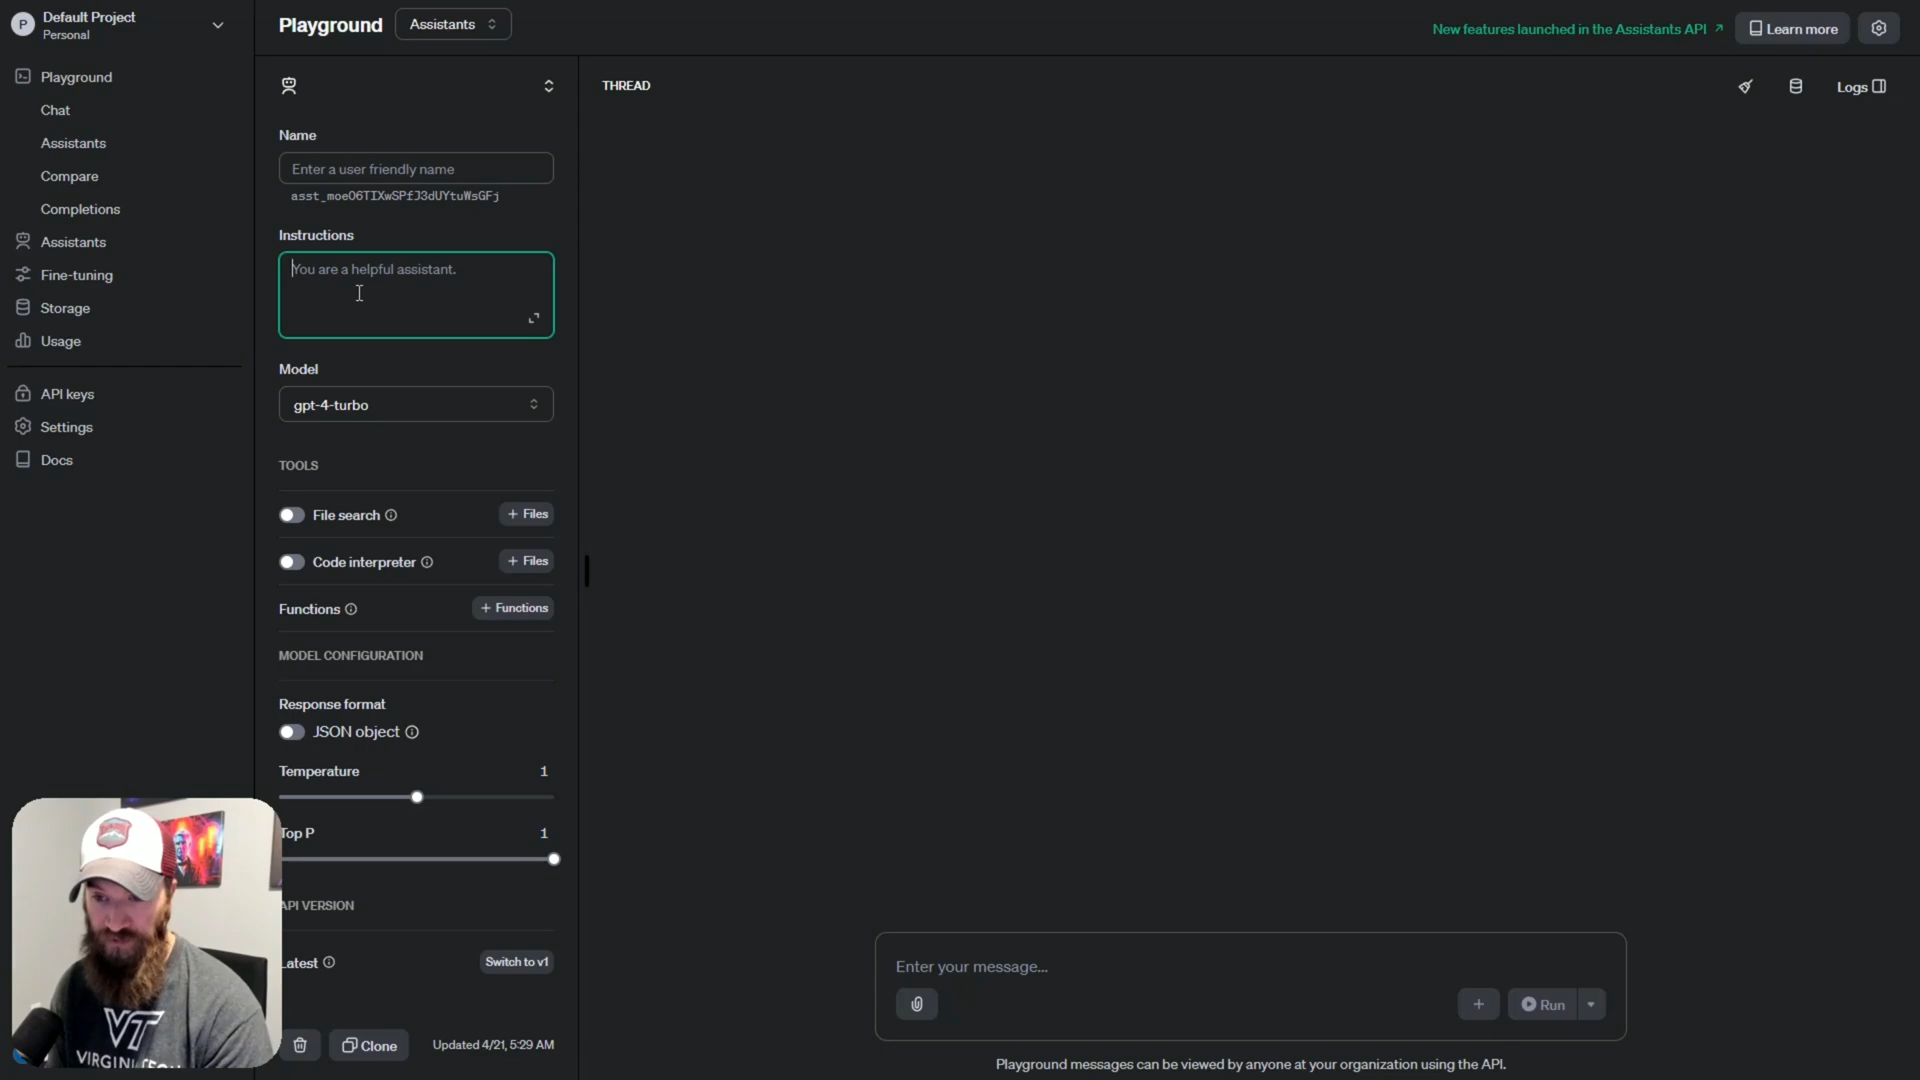 P
Default Project
Personal
Playground
Chat
Assistants
Compare
Completions
Assistants
Fine-tuning
Storage
Usage
API keys
Settings
Docs
Playground
Assistants
New features launched in the Assistants API
Learn more
Name
Enter a user friendly name
asst_moeO6TIXwSPfJ3dUYtuWsGFj
Instructions
You are a helpful assistant.
Model
gpt-4-turbo
TOOLS
File search
+ Files
Code interpreter
+ Files
Functions
+ Functions
MODEL CONFIGURATION
Response format
JSON object
Temperature
1
Top P
1
API VERSION
Latest
Switch to v1
Clone
Updated 4/21, 5:29 AM
THREAD
Logs
Enter your message...
Run
Playground messages can be viewed by anyone at your organization using the API.
VT